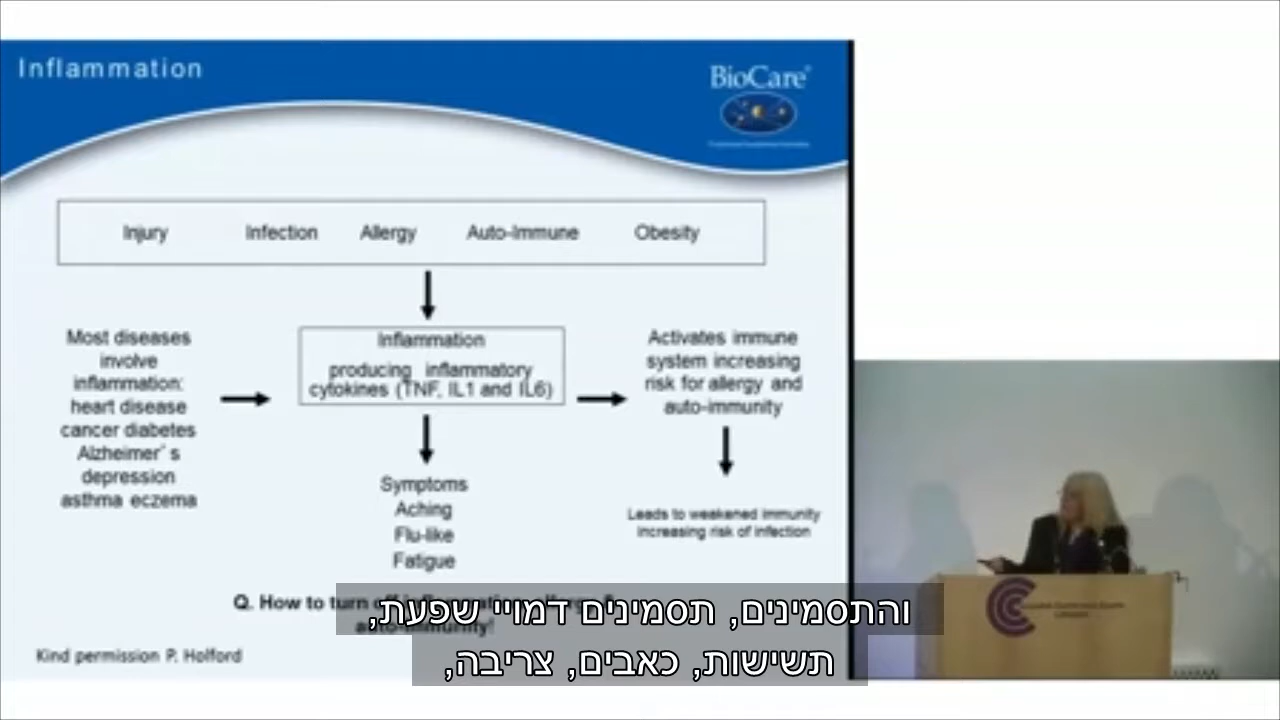 Inflammation
BioCare
Injury Infection Allergy Auto-Immune Obesity
Most diseases
involve
inflammation:
heart disease
cancer diabetes
Alzheimer's
depression
asthma eczema
Inflammation
producing inflammatory
cytokines (TNF, IL1 and IL6)
Activates immune
system increasing
risk for allergy and
auto-immunity
Symptoms
Aching
Flu-like
Fatigue
Leads to weakened immunity
increasing risk of infection
Q. How to turn off inflammation, allergy &
auto-immunity
Kind permission P. Holford
והתסמינים, תסמינים דמויי שפעת,
תשישות, כאבים, צריבה,